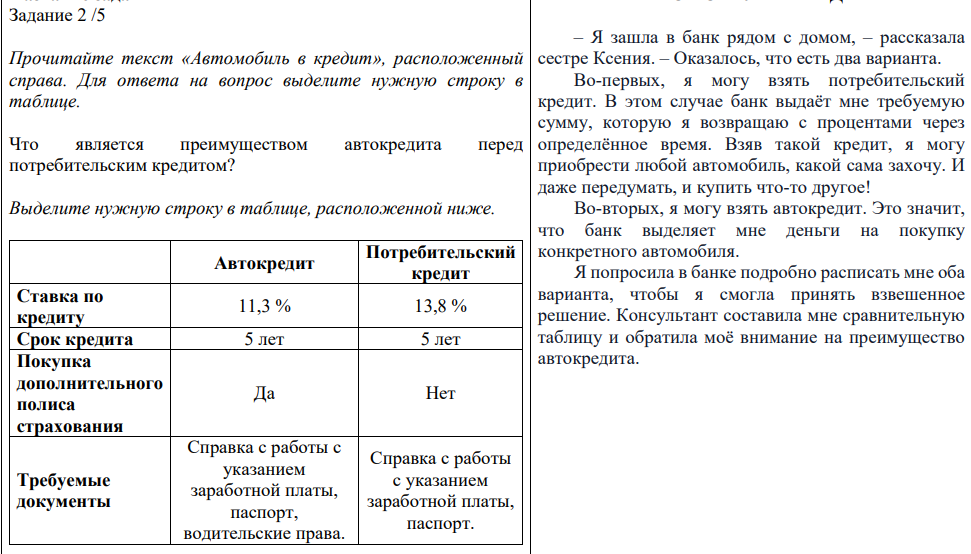 Задание 2 /5
Прочитайте текст «Автомобиль в кредит», расположенный
справа. Для ответа на вопрос выделите нужную строку в
таблице.
Что является преимуществом автокредита перед
потребительским кредитом?
Выделите нужную строку в таблице, расположенной ниже.
Автокредит
Потребительский
кредит
Ставка по
кредиту
11,3 %
13,8 %
Срок кредита
5 лет
5 лет
Покупка
дополнительного
полиса
страхования
Да
Нет
Требуемые
документы
Справка с работы с
указанием
заработной платы,
паспорт,
водительские права.
Справка с работы
с указанием
заработной платы,
паспорт.
– Я зашла в банк рядом с домом, – рассказала
сестре Ксения. – Оказалось, что есть два варианта.
Во-первых, я могу взять потребительский
кредит. В этом случае банк выдаёт мне требуемую
сумму, которую я возвращаю с процентами через
определённое время. Взяв такой кредит, я могу
приобрести любой автомобиль, какой сама захочу. И
даже передумать, и купить что-то другое!
Во-вторых, я могу взять автокредит. Это значит,
что банк выделяет мне деньги на покупку
конкретного автомобиля.
Я попросила в банке подробно расписать мне оба
варианта, чтобы я смогла принять взвешенное
решение. Консультант составила мне сравнительную
таблицу и обратила моё внимание на преимущество
автокредита.